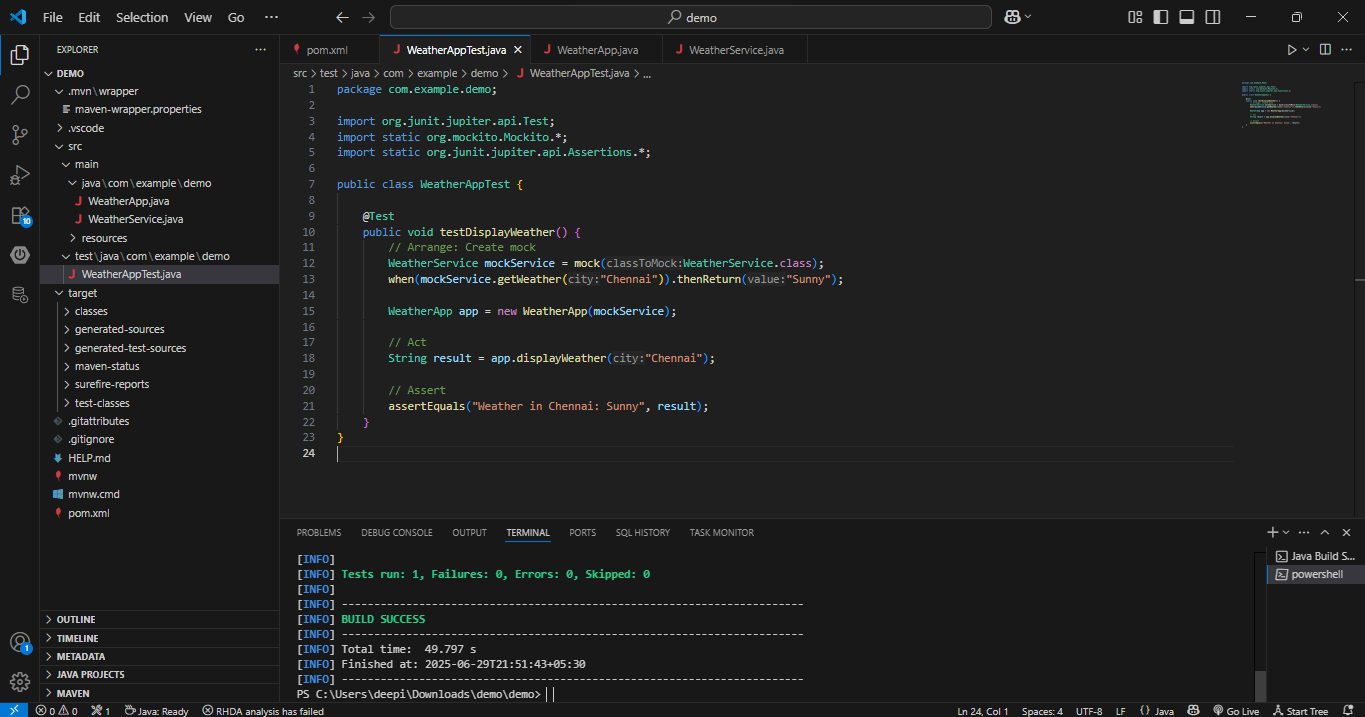 File Edit Selection View Go ··· demo
EXPLORER ···
DEMO
.mvn\wrapper
maven-wrapper.properties
.vscode
src
main
java\com\example\demo
WeatherApp.java
WeatherService.java
resources
test\java\com\example\demo
WeatherAppTest.java
target
classes
generated-sources
generated-test-sources
maven-status
surefire-reports
test-classes
.gitattributes
.gitignore
HELP.md
mvnw
mvnw.cmd
pom.xml
OUTLINE
TIMELINE
METADATA
JAVA PROJECTS
MAVEN
10
1
pom.xml WeatherAppTest.java WeatherApp.java WeatherService.java
src > test > java > com > example > demo > WeatherAppTest.java > ...
1 package com.example.demo;
2
3 import org.junit.jupiter.api.Test;
4 import static org.mockito.Mockito.*;
5 import static org.junit.jupiter.api.Assertions.*;
6
7 public class WeatherAppTest {
8
9 @Test
10 public void testDisplayWeather() {
11 // Arrange: Create mock
12 WeatherService mockService = mock(classToMock:WeatherService.class);
13 when(mockService.getWeather(city:"Chennai")).thenReturn(value:"Sunny");
14
15 WeatherApp app = new WeatherApp(mockService);
16
17 // Act
18 String result = app.displayWeather(city:"Chennai");
19
20 // Assert
21 assertEquals("Weather in Chennai: Sunny", result);
22 }
23 }
24
PROBLEMS DEBUG CONSOLE OUTPUT TERMINAL PORTS SQL HISTORY TASK MONITOR
[INFO]
[INFO] Tests run: 1, Failures: 0, Errors: 0, Skipped: 0
[INFO]
[INFO] ------------------------------------------------------------------------
[INFO] BUILD SUCCESS
[INFO] ------------------------------------------------------------------------
[INFO] Total time:  49.797 s
[INFO] Finished at: 2025-06-29T21:51:43+05:30
[INFO] ------------------------------------------------------------------------
PS C:\Users\deepi\Downloads\demo\demo>
Java Build S...
powershell
0 0 1 Java: Ready RHDA analysis has failed Ln 24, Col 1 Spaces: 4 UTF-8 LF {} Java Go Live Start Tree